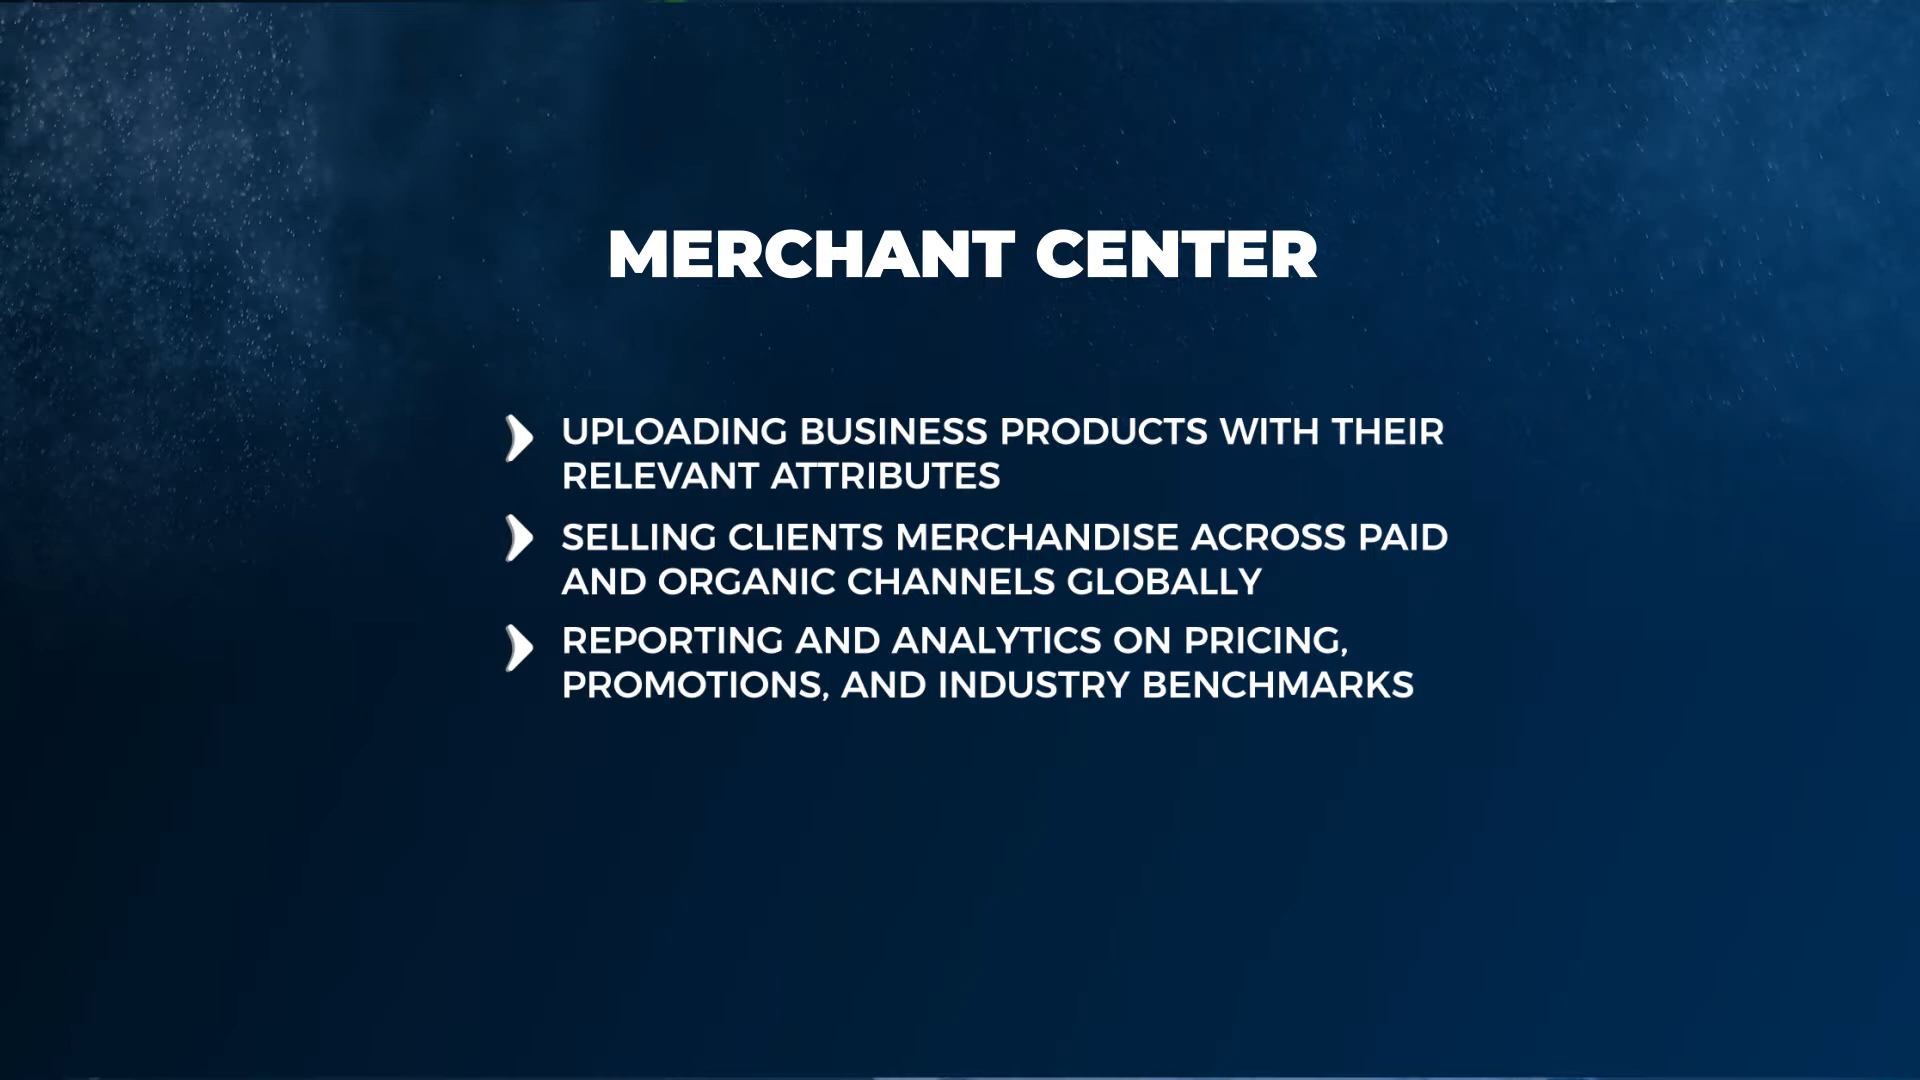 MERCHANT CENTER
UPLOADING BUSINESS PRODUCTS WITH THEIR
RELEVANT ATTRIBUTES
SELLING CLIENTS MERCHANDISE ACROSS PAID
AND ORGANIC CHANNELS GLOBALLY
REPORTING AND ANALYTICS ON PRICING,
PROMOTIONS, AND INDUSTRY BENCHMARKS